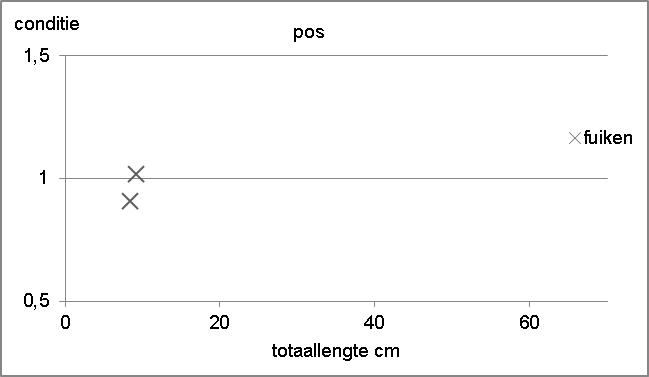 conditie
pos
1,5
fuiken
1
0,5
0 20 40 60
totaallengte cm